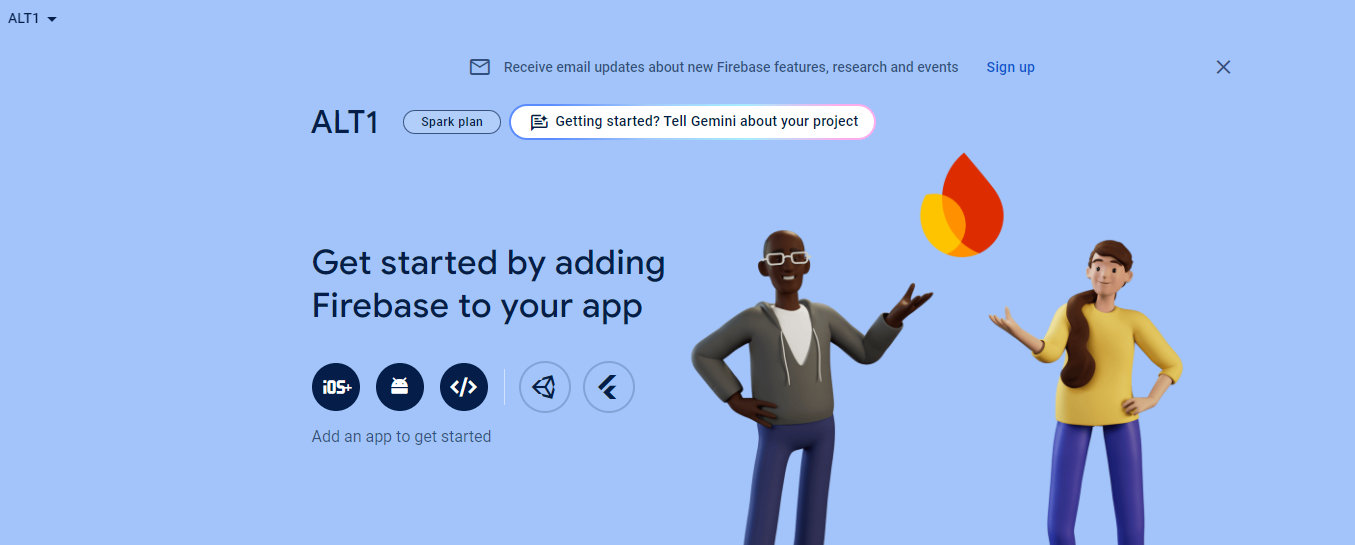 ALT1
Receive email updates about new Firebase features, research and events Sign up
ALT1 Spark plan Getting started? Tell Gemini about your project
Get started by adding
Firebase to your app
iOS+ </>
Add an app to get started